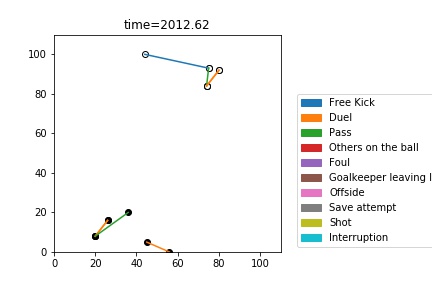 time=2012.62
100
80
60
40
20
0
0 20 40 60 80 100
Free Kick
Duel
Pass
Others on the ball
Foul
Goalkeeper leaving l
Offside
Save attempt
Shot
Interruption